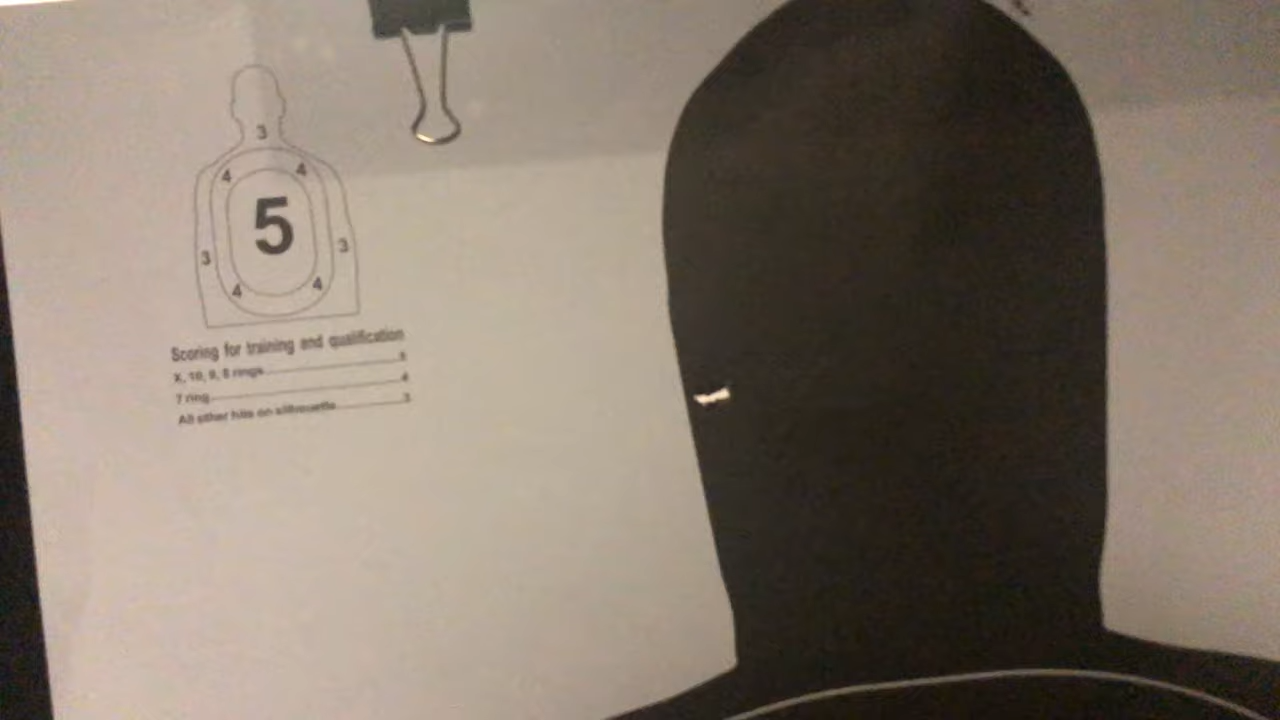 3
4 4
5
3 3
4 4
Scoring for training and qualification
X, 10, 9, 8 rings 5
7 ring 4
All other hits on silhouette 3